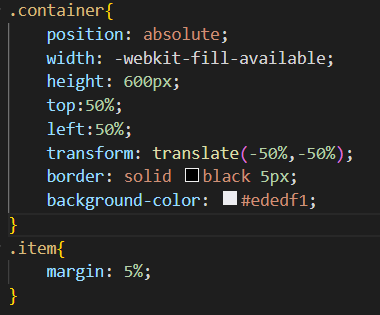 .container{
    position: absolute;
    width: -webkit-fill-available;
    height: 600px;
    top:50%;
    left:50%;
    transform: translate(-50%,-50%);
    border: solid black 5px;
    background-color: #ededf1;
}
.item{
    margin: 5%;
}